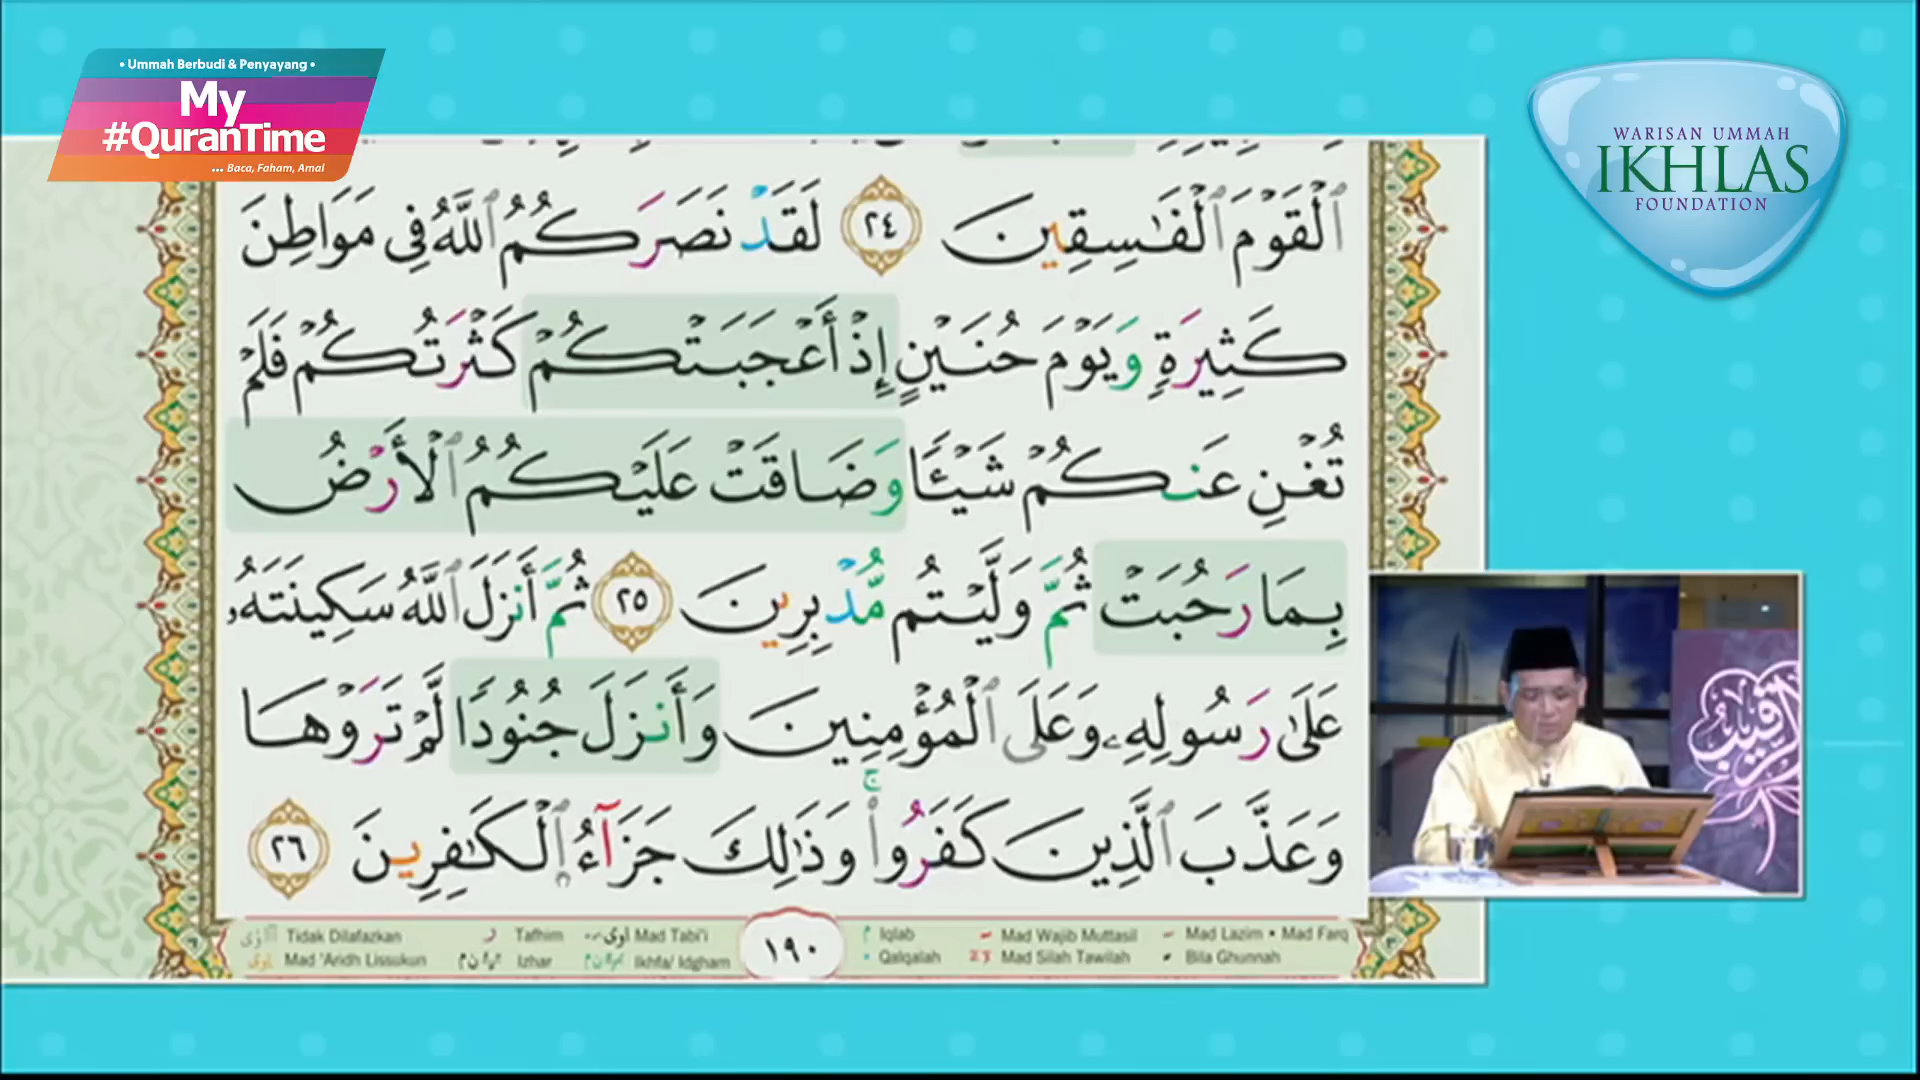 • Ummah Berbudi & Penyayang •
My
#QuranTime
... Baca, Faham, Amal
WARISAN UMMAH
IKHLAS
FOUNDATION
ٱلْقَوْمَ ٱلْفَٰسِقِينَ ٢٤ لَقَدْ نَصَرَكُمُ ٱللَّهُ فِى مَوَاطِنَ
كَثِيرَةٍ وَيَوْمَ حُنَيْنٍ إِذْ أَعْجَبَتْكُمْ كَثْرَتُكُمْ فَلَمْ
تُغْنِ عَنكُمْ شَيْـًٔا وَضَاقَتْ عَلَيْكُمُ ٱلْأَرْضُ
بِمَا رَحُبَتْ ثُمَّ وَلَّيْتُم مُّدْبِرِينَ ٢٥ ثُمَّ أَنزَلَ ٱللَّهُ سَكِينَتَهُۥ
عَلَىٰ رَسُولِهِۦ وَعَلَى ٱلْمُؤْمِنِينَ وَأَنزَلَ جُنُودًا لَّمْ تَرَوْهَا
وَعَذَّبَ ٱلَّذِينَ كَفَرُوا۟ ۚ وَذَٰلِكَ جَزَآءُ ٱلْكَٰفِرِينَ ٢٦
Tidak Dilafazkan Tafhim Mad Tabi'i
Mad 'Aridh Lissukun Izhar Ikhfa/ Idgham
١٩٠
Iqlab Mad Wajib Muttasil Mad Lazim • Mad Farq
Qalqalah Mad Silah Tawilah Bila Ghunnah